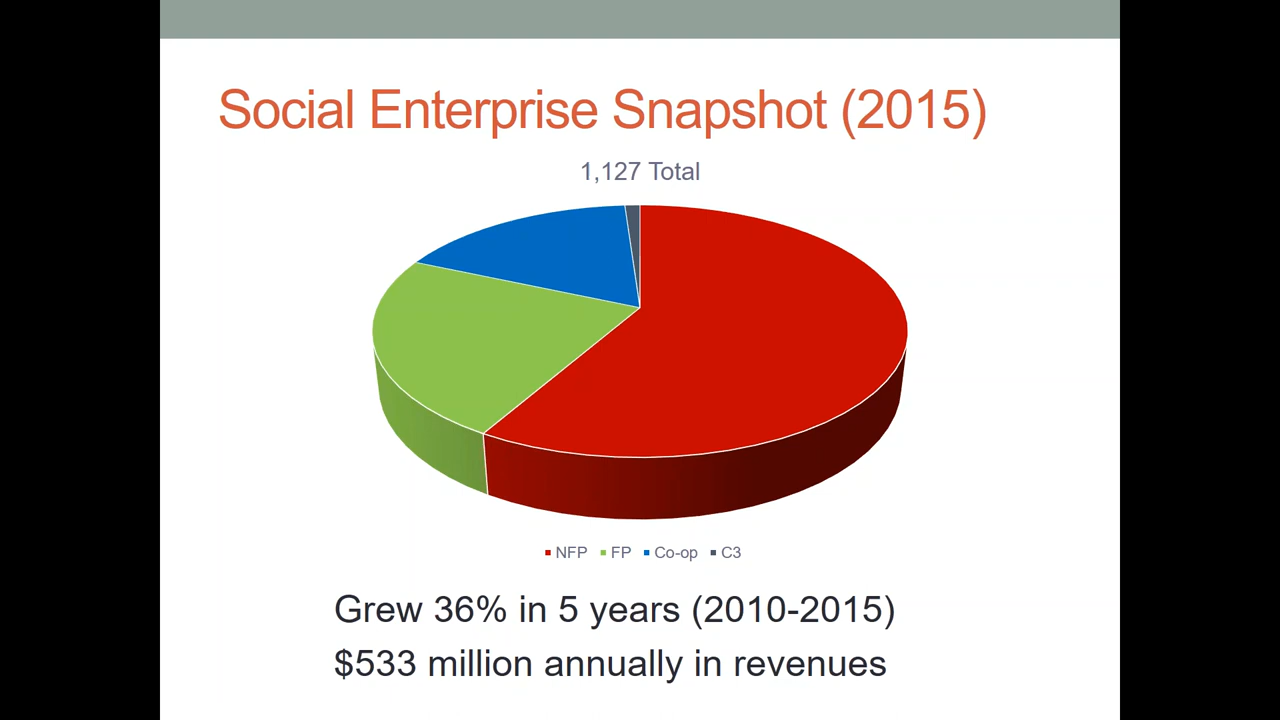 Social Enterprise Snapshot (2015)
1,127 Total
NFP FP Co-op C3
Grew 36% in 5 years (2010-2015)
$533 million annually in revenues